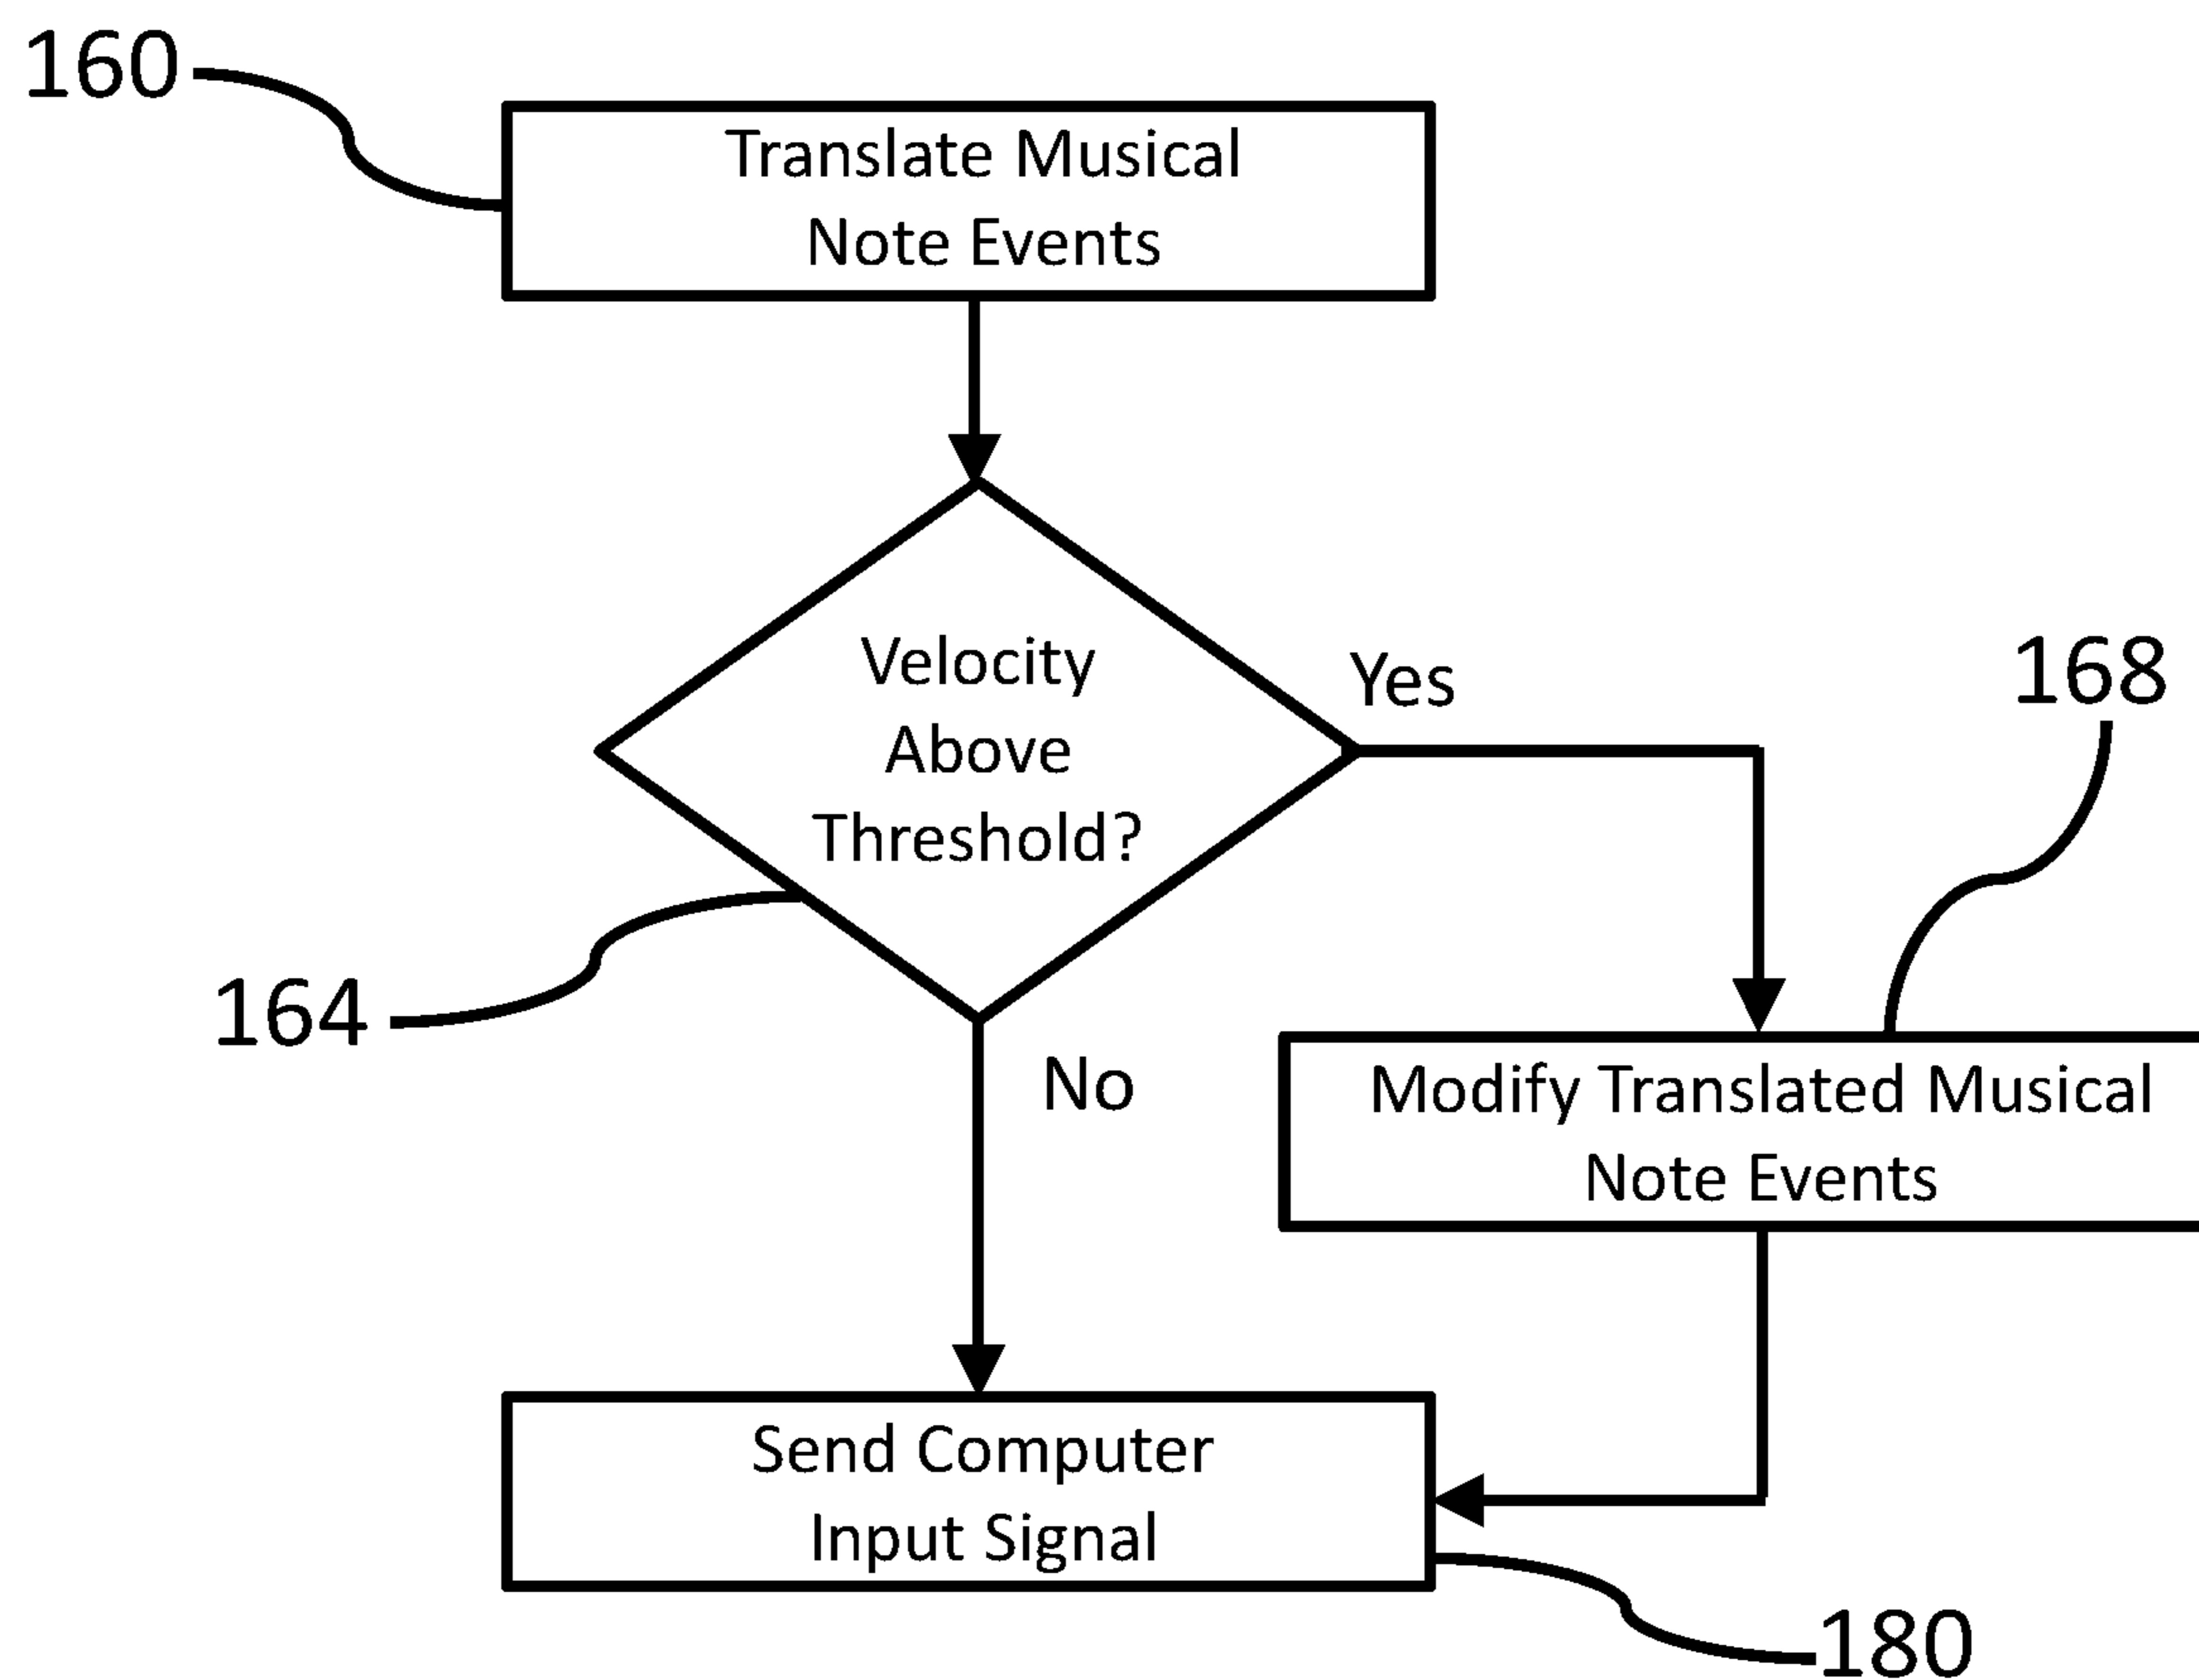 160
Translate Musical
Note Events
Velocity
Above
Threshold?
Yes
168
164
No
Modify Translated Musical
Note Events
Send Computer
Input Signal
180